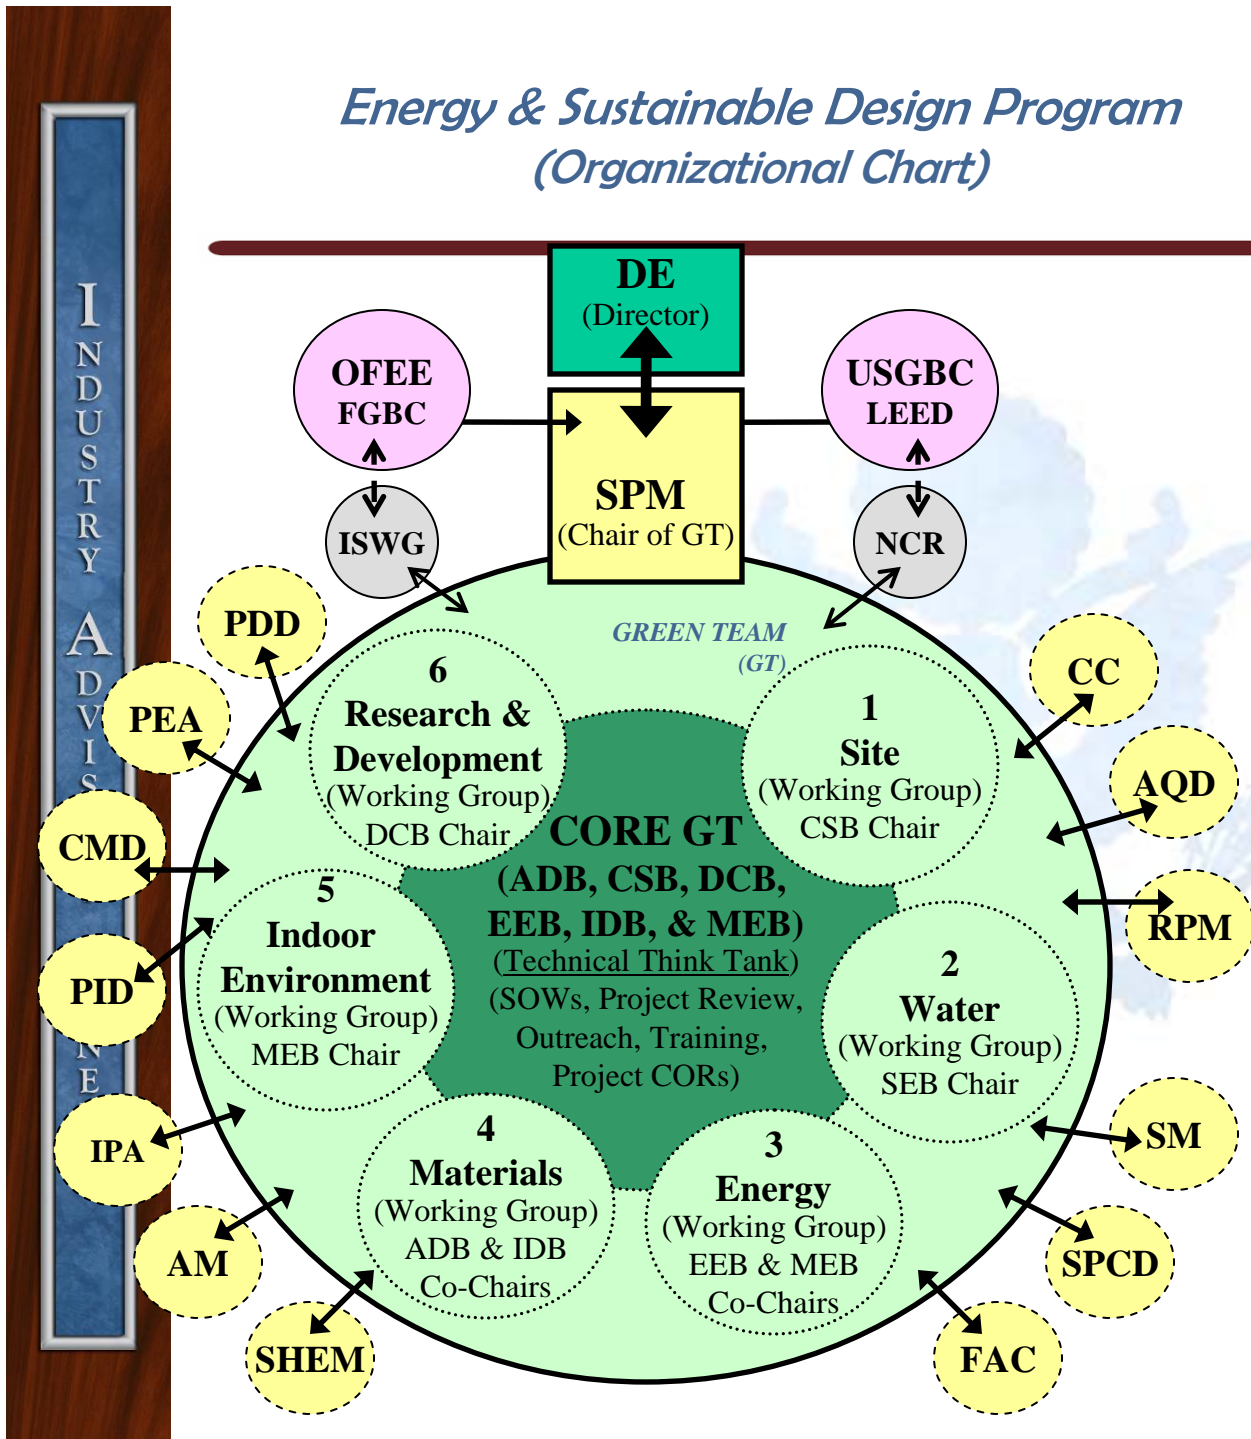 Energy & Sustainable Design Program
(Organizational Chart)
INDUSTRY ADVIS
NE
DE
(Director)
OFEE
FGBC
USGBC
LEED
SPM
(Chair of GT)
ISWG
NCR
GREEN TEAM
(GT)
PDD
PEA
CMD
PID
IPA
AM
SHEM
CC
AQD
RPM
SM
SPCD
FAC
6
Research &
Development
(Working Group)
DCB Chair
1
Site
(Working Group)
CSB Chair
CORE GT
(ADB, CSB, DCB,
EEB, IDB, & MEB)
(Technical Think Tank)
(SOWs, Project Review,
Outreach, Training,
Project CORs)
5
Indoor
Environment
(Working Group)
MEB Chair
2
Water
(Working Group)
SEB Chair
4
Materials
(Working Group)
ADB & IDB
Co-Chairs
3
Energy
(Working Group)
EEB & MEB
Co-Chairs